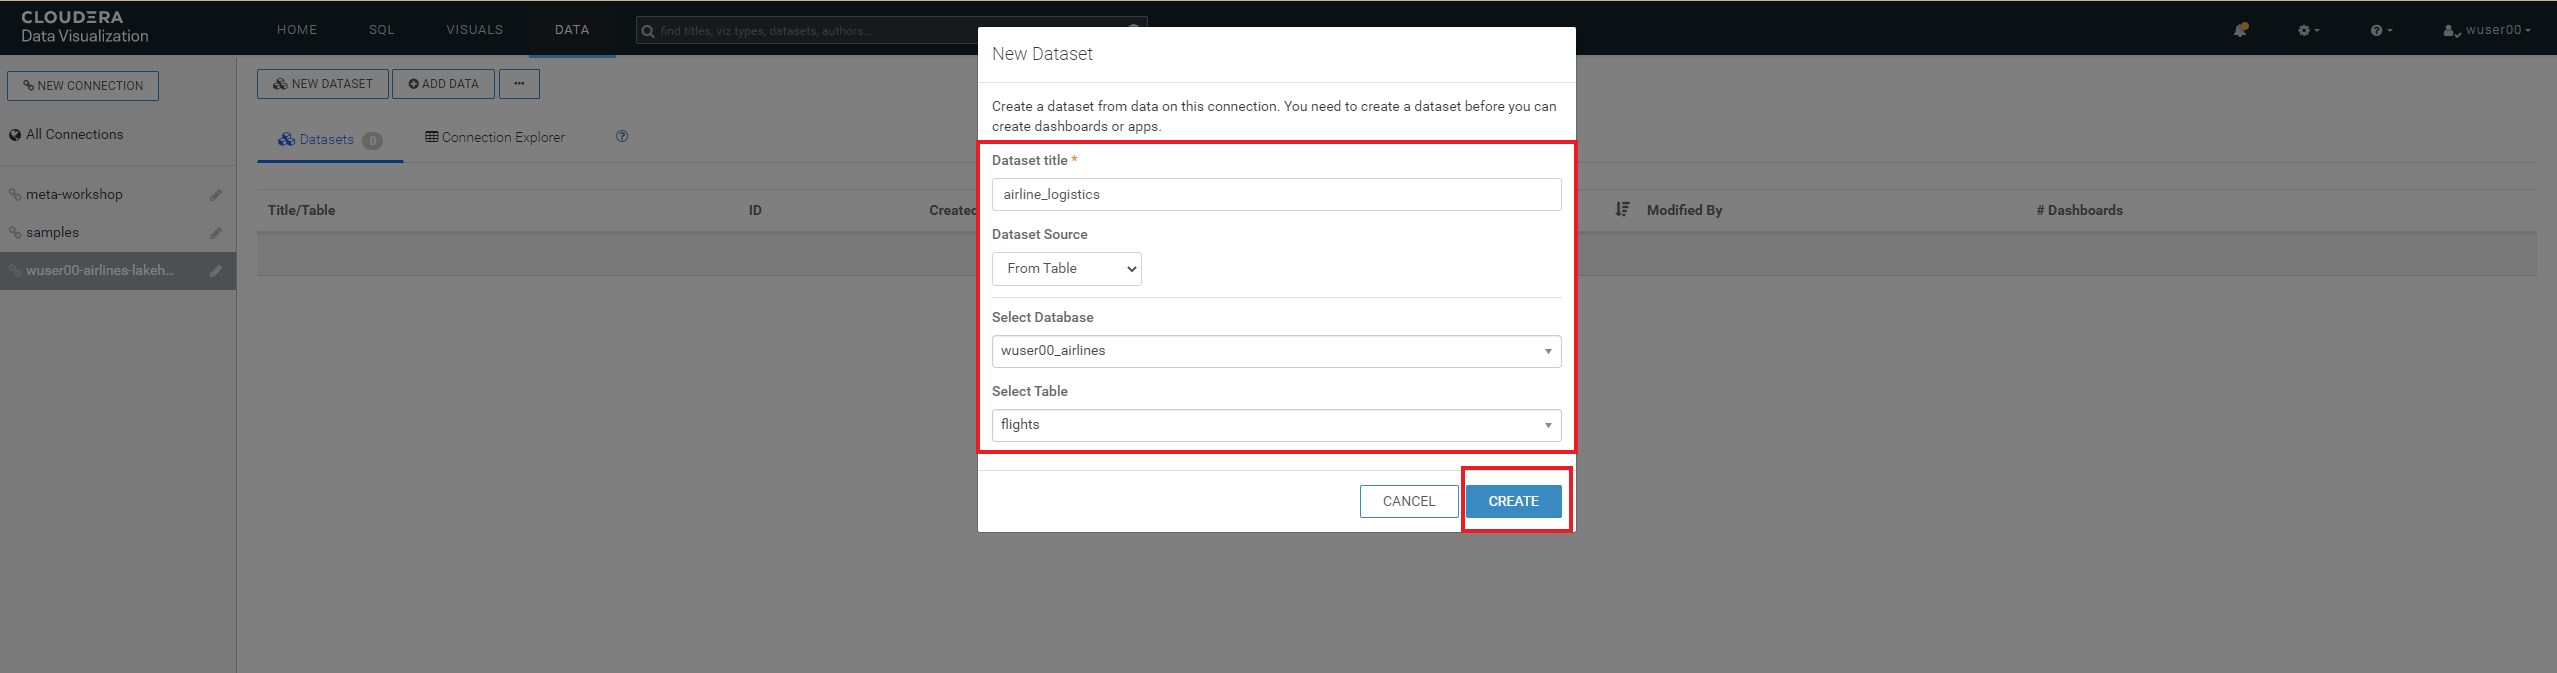 CLOUDERA
Data Visualization
HOME
SQL
VISUALS
DATA
find titles, viz types, datasets, authors...
wuser00
NEW CONNECTION
All Connections
meta-workshop
samples
wuser00-airlines-lakeh...
NEW DATASET
ADD DATA
...
Datasets 0
Connection Explorer
Title/Table
ID
Created
Modified By
# Dashboards
New Dataset
Create a dataset from data on this connection. You need to create a dataset before you can
create dashboards or apps.
Dataset title *
airline_logistics
Dataset Source
From Table
Select Database
wuser00_airlines
Select Table
flights
CANCEL
CREATE